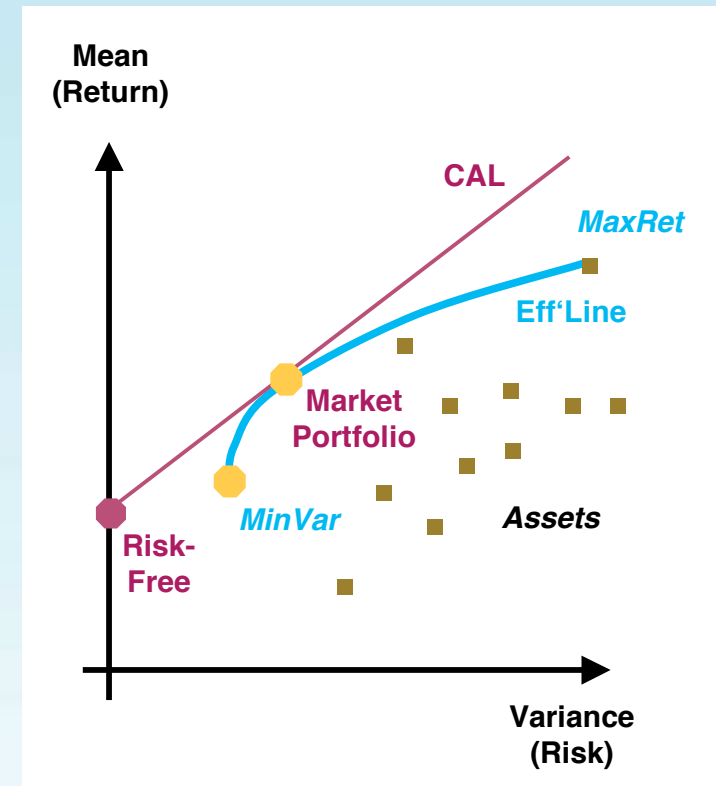 Mean
(Return)
CAL
MaxRet
Eff‘Line
Market
Portfolio
MinVar
Assets
Risk-
Free
Variance
(Risk)